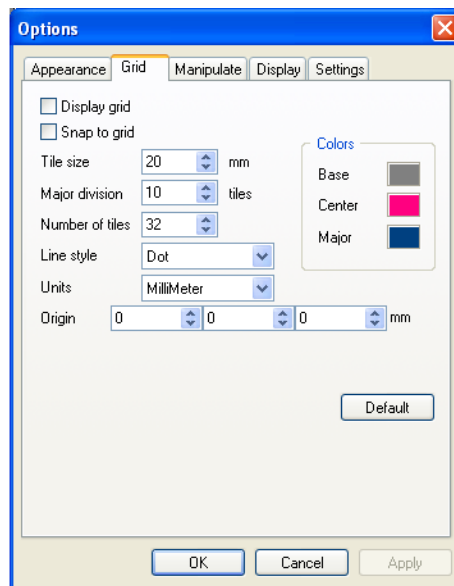 Options
Appearance Grid Manipulate Display Settings
Display grid
Snap to grid
Colors
Tile size 20 mm
Base
Major division 10 tiles
Center
Number of tiles 32
Major
Line style Dot
Units MilliMeter
Origin 0 0 0 mm
Default
OK Cancel Apply